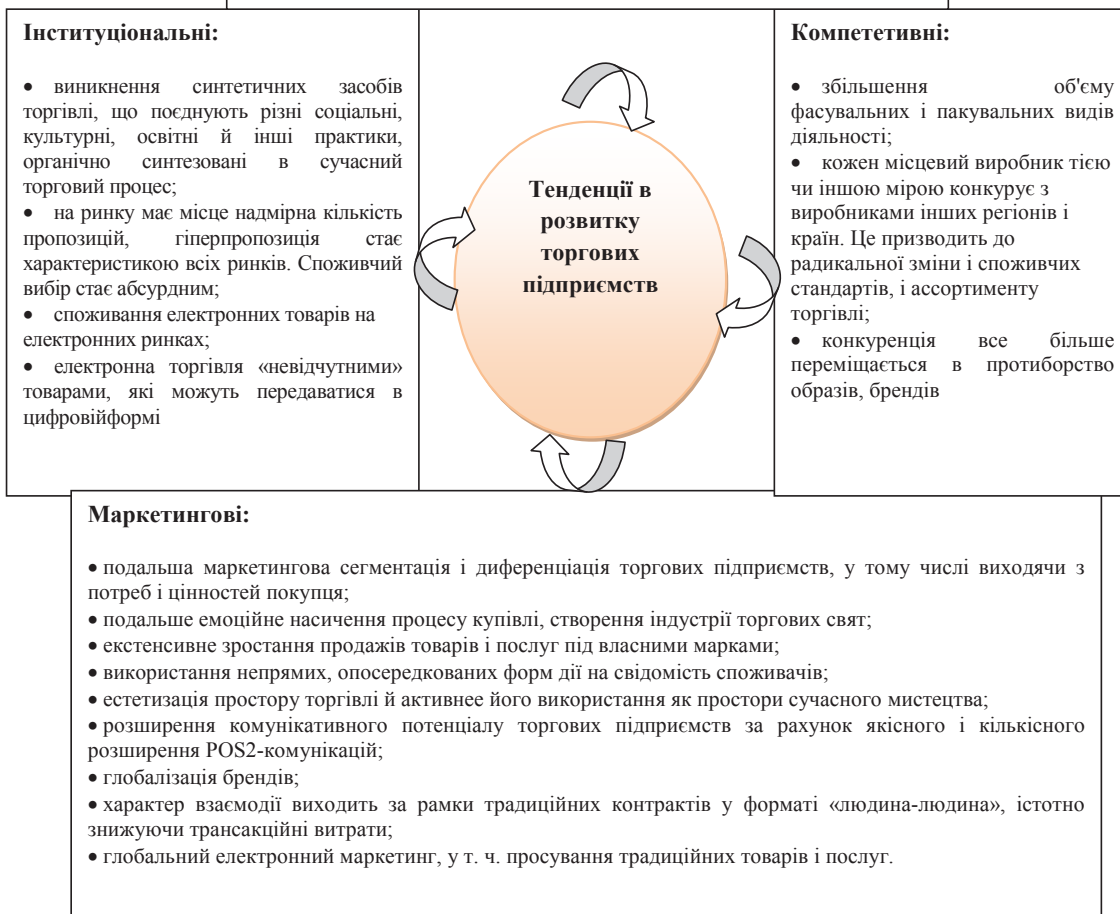 Інституціональні:
• виникнення синтетичних засобів
торгівлі, що поєднують різні соціальні,
культурні, освітні й інші практики,
органічно синтезовані в сучасний
торговий процес;
• на ринку має місце надмірна кількість
пропозицій, гіперпропозиція стає
характеристикою всіх ринків. Споживчий
вибір стає абсурдним;
• споживання електронних товарів на
електронних ринках;
• електронна торгівля «невідчутними»
товарами, які можуть передаватися в
цифровійформі
Тенденції в
розвитку
торгових
підприємств
Компететивні:
• збільшення об'єму
фасувальних і пакувальних видів
діяльності;
• кожен місцевий виробник тією
чи іншою мірою конкурує з
виробниками інших регіонів і
країн. Це призводить до
радикальної зміни і споживчих
стандартів, і ассортименту
торгівлі;
• конкуренція все більше
переміщається в протиборство
образів, брендів
Маркетингові:
• подальша маркетингова сегментація і диференціація торгових підприємств, у тому числі виходячи з
потреб і цінностей покупця;
• подальше емоційне насичення процесу купівлі, створення індустрії торгових свят;
• екстенсивне зростання продажів товарів і послуг під власними марками;
• використання непрямих, опосередкованих форм дії на свідомість споживачів;
• естетизація простору торгівлі й активнее його використання як простори сучасного мистецтва;
• розширення комунікативного потенціалу торгових підприємств за рахунок якісного і кількісного
розширення POS2-комунікацій;
• глобалізація брендів;
• характер взаємодії виходить за рамки традиційних контрактів у форматі «людина-людина», істотно
знижуючи трансакційні витрати;
• глобальний електронний маркетинг, у т. ч. просування традиційних товарів і послуг.